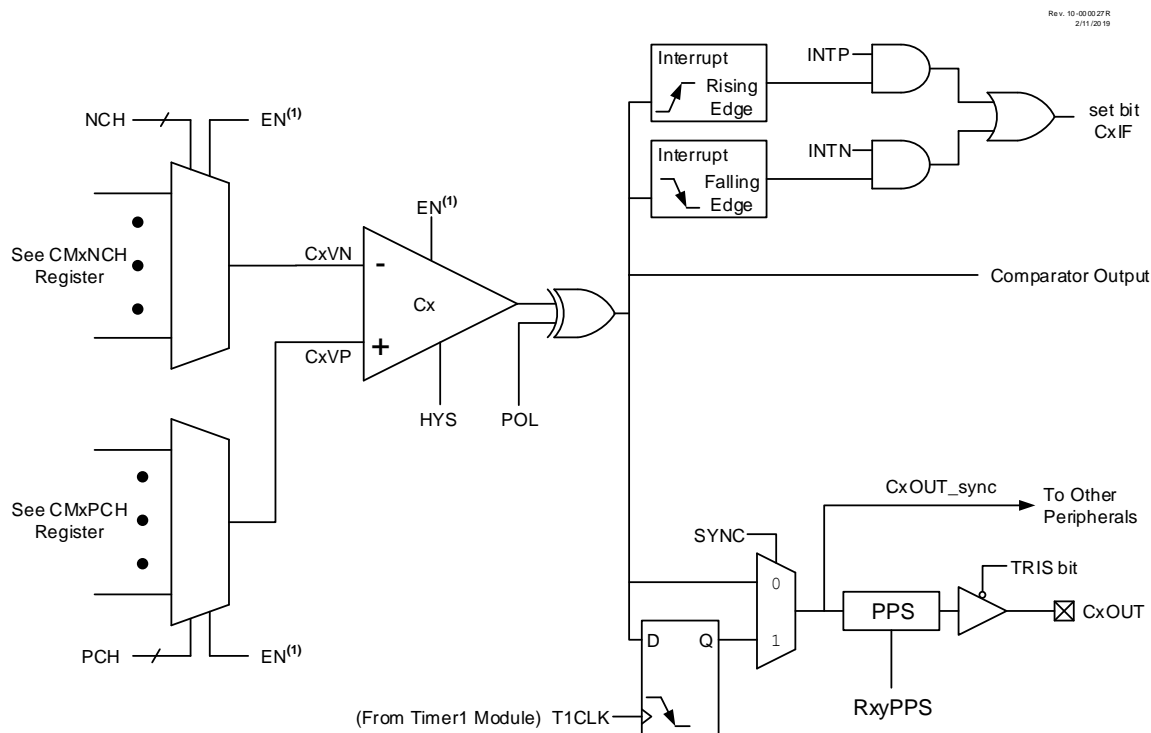 Rev. 10-000027R
2/11/2019
Interrupt
Rising
Edge
INTP
set bit
CxIF
Interrupt
Falling
Edge
INTN
NCH
EN(1)
See CMxNCH
Register
CxVN
EN(1)
-
Cx
+
CxVP
HYS
POL
Comparator Output
See CMxPCH
Register
PCH
EN(1)
CxOUT_sync
To Other
Peripherals
SYNC
0
1
TRIS bit
PPS
CxOUT
RxyPPS
D
Q
(From Timer1 Module) T1CLK